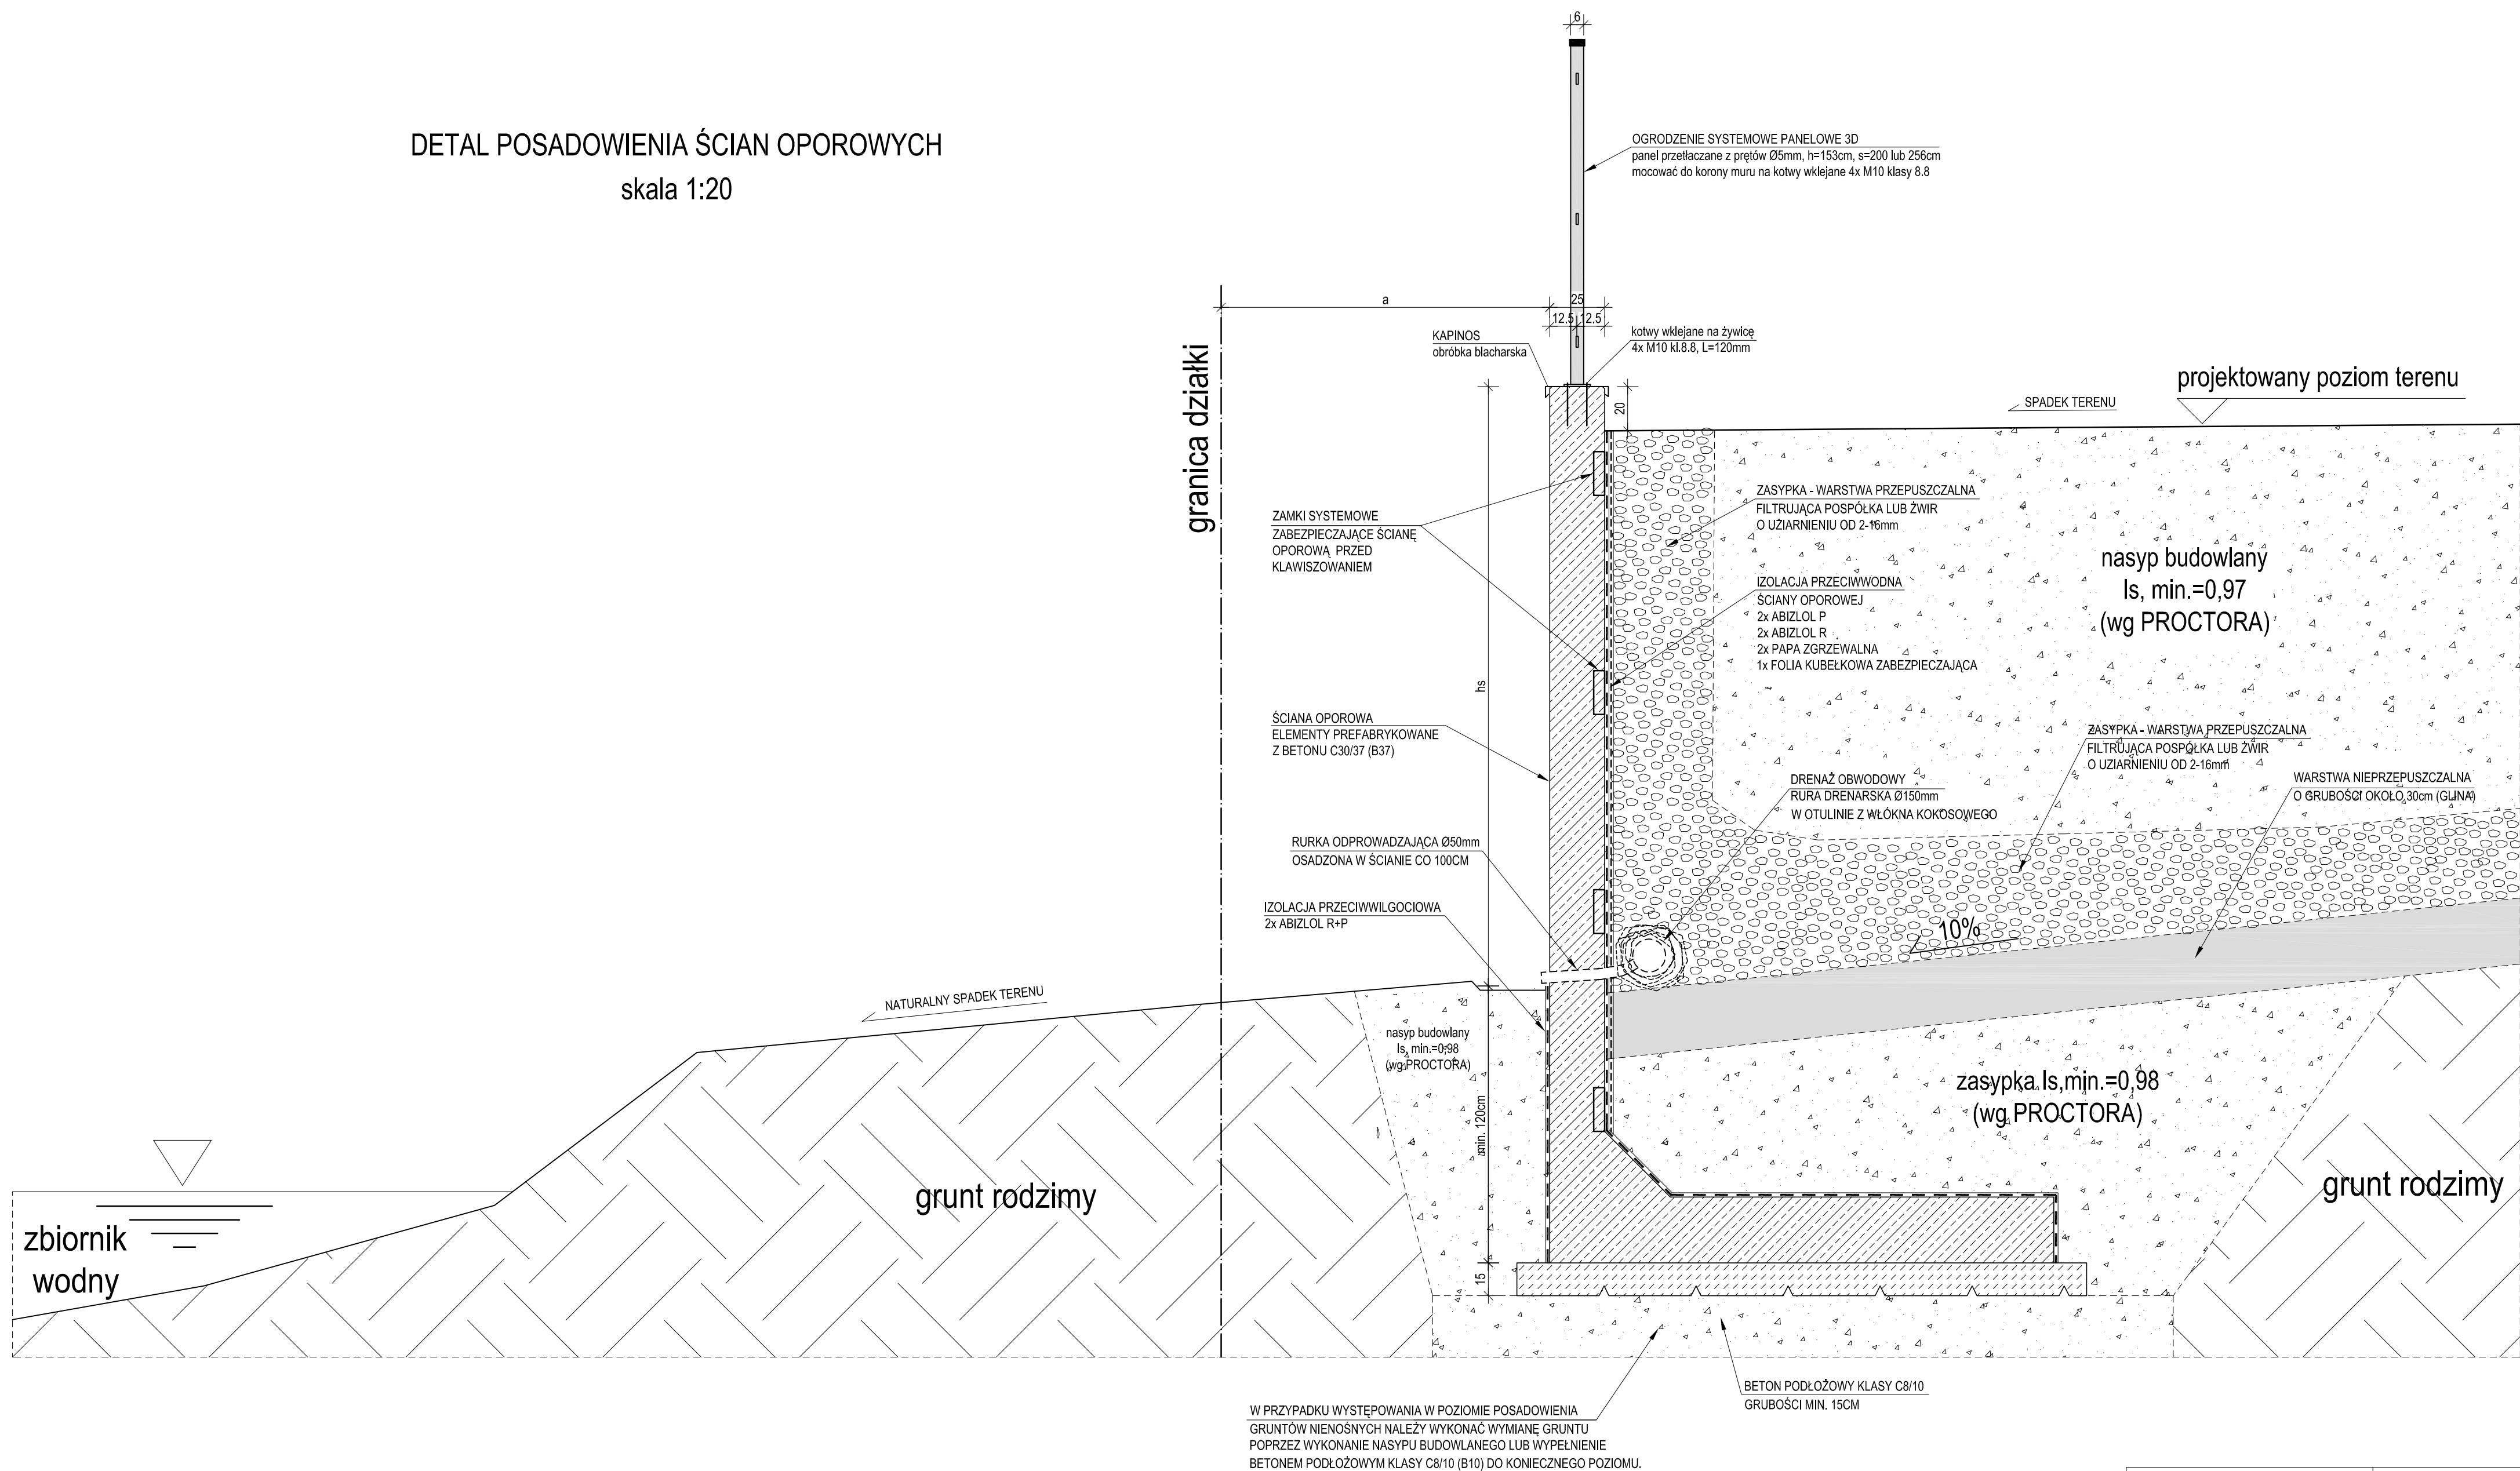 DETAL POSADOWIENIA ŚCIAN OPOROWYCH
skala 1:20
6
OGRODZENIE SYSTEMOWE PANELOWE 3D
panel przetłaczane z prętów Ø5mm, h=153cm, s=200 lub 256cm
mocować do korony muru na kotwy wklejane 4x M10 klasy 8.8
a
25
12.5
12.5
KAPINOS
obróbka blacharska
kotwy wklejane na żywicę
4x M10 kl.8.8, L=120mm
granica działki
20
SPADEK TERENU
projektowany poziom terenu
ZAMKI SYSTEMOWE
ZABEZPIECZAJĄCE ŚCIANĘ
OPOROWĄ PRZED
KLAWISZOWANIEM
ZASYPKA - WARSTWA PRZEPUSZCZALNA
FILTRUJĄCA POSPÓŁKA LUB ŻWIR
O UZIARNIENIU OD 2-16mm
nasyp budowlany
Is, min.=0,97
(wg PROCTORA)
IZOLACJA PRZECIWWODNA
ŚCIANY OPOROWEJ
2x ABIZLOL P
2x ABIZLOL R
2x PAPA ZGRZEWALNA
1x FOLIA KUBEŁKOWA ZABEZPIECZAJĄCA
hs
ŚCIANA OPOROWA
ELEMENTY PREFABRYKOWANE
Z BETONU C30/37 (B37)
ZASYPKA - WARSTWA PRZEPUSZCZALNA
FILTRUJĄCA POSPÓŁKA LUB ŻWIR
O UZIARNIENIU OD 2-16mm
DRENAŻ OBWODOWY
RURA DRENARSKA Ø150mm
W OTULINIE Z WŁÓKNA KOKOSOWEGO
WARSTWA NIEPRZEPUSZCZALNA
O GRUBOŚCI OKOŁO 30cm (GLINA)
RURKA ODPROWADZAJĄCA Ø50mm
OSADZONA W ŚCIANIE CO 100CM
IZOLACJA PRZECIWWILGOCIOWA
2x ABIZLOL R+P
10%
NATURALNY SPADEK TERENU
nasyp budowlany
Is, min.=0,98
(wg PROCTORA)
min. 120cm
zasypka Is,min.=0,98
(wg PROCTORA)
grunt rodzimy
grunt rodzimy
zbiornik
wodny
15
BETON PODŁOŻOWY KLASY C8/10
GRUBOŚCI MIN. 15CM
W PRZYPADKU WYSTĘPOWANIA W POZIOMIE POSADOWIENIA
GRUNTÓW NIENOŚNYCH NALEŻY WYKONAĆ WYMIANĘ GRUNTU
POPRZEZ WYKONANIE NASYPU BUDOWLANEGO LUB WYPEŁNIENIE
BETONEM PODŁOŻOWYM KLASY C8/10 (B10) DO KONIECZNEGO POZIOMU.